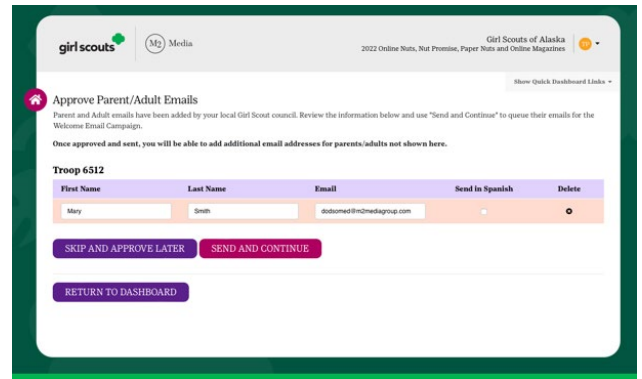 girl scouts
M2 Media
Girl Scouts of Alaska
2022 Online Nuts, Nut Promise, Paper Nuts and Online Magazines
Show Quick Dashboard Links
Approve Parent/Adult Emails
Parent and Adult emails have been added by your local Girl Scout council. Review the information below and use "Send and Continue" to queue their emails for the
Welcome Email Campaign.
Once approved and sent, you will be able to add additional email addresses for parents/adults not shown here.
Troop 6512
First Name Last Name Email Send in Spanish Delete
Mary Smith dodsomed@m2mediagroup.com
SKIP AND APPROVE LATER SEND AND CONTINUE
RETURN TO DASHBOARD